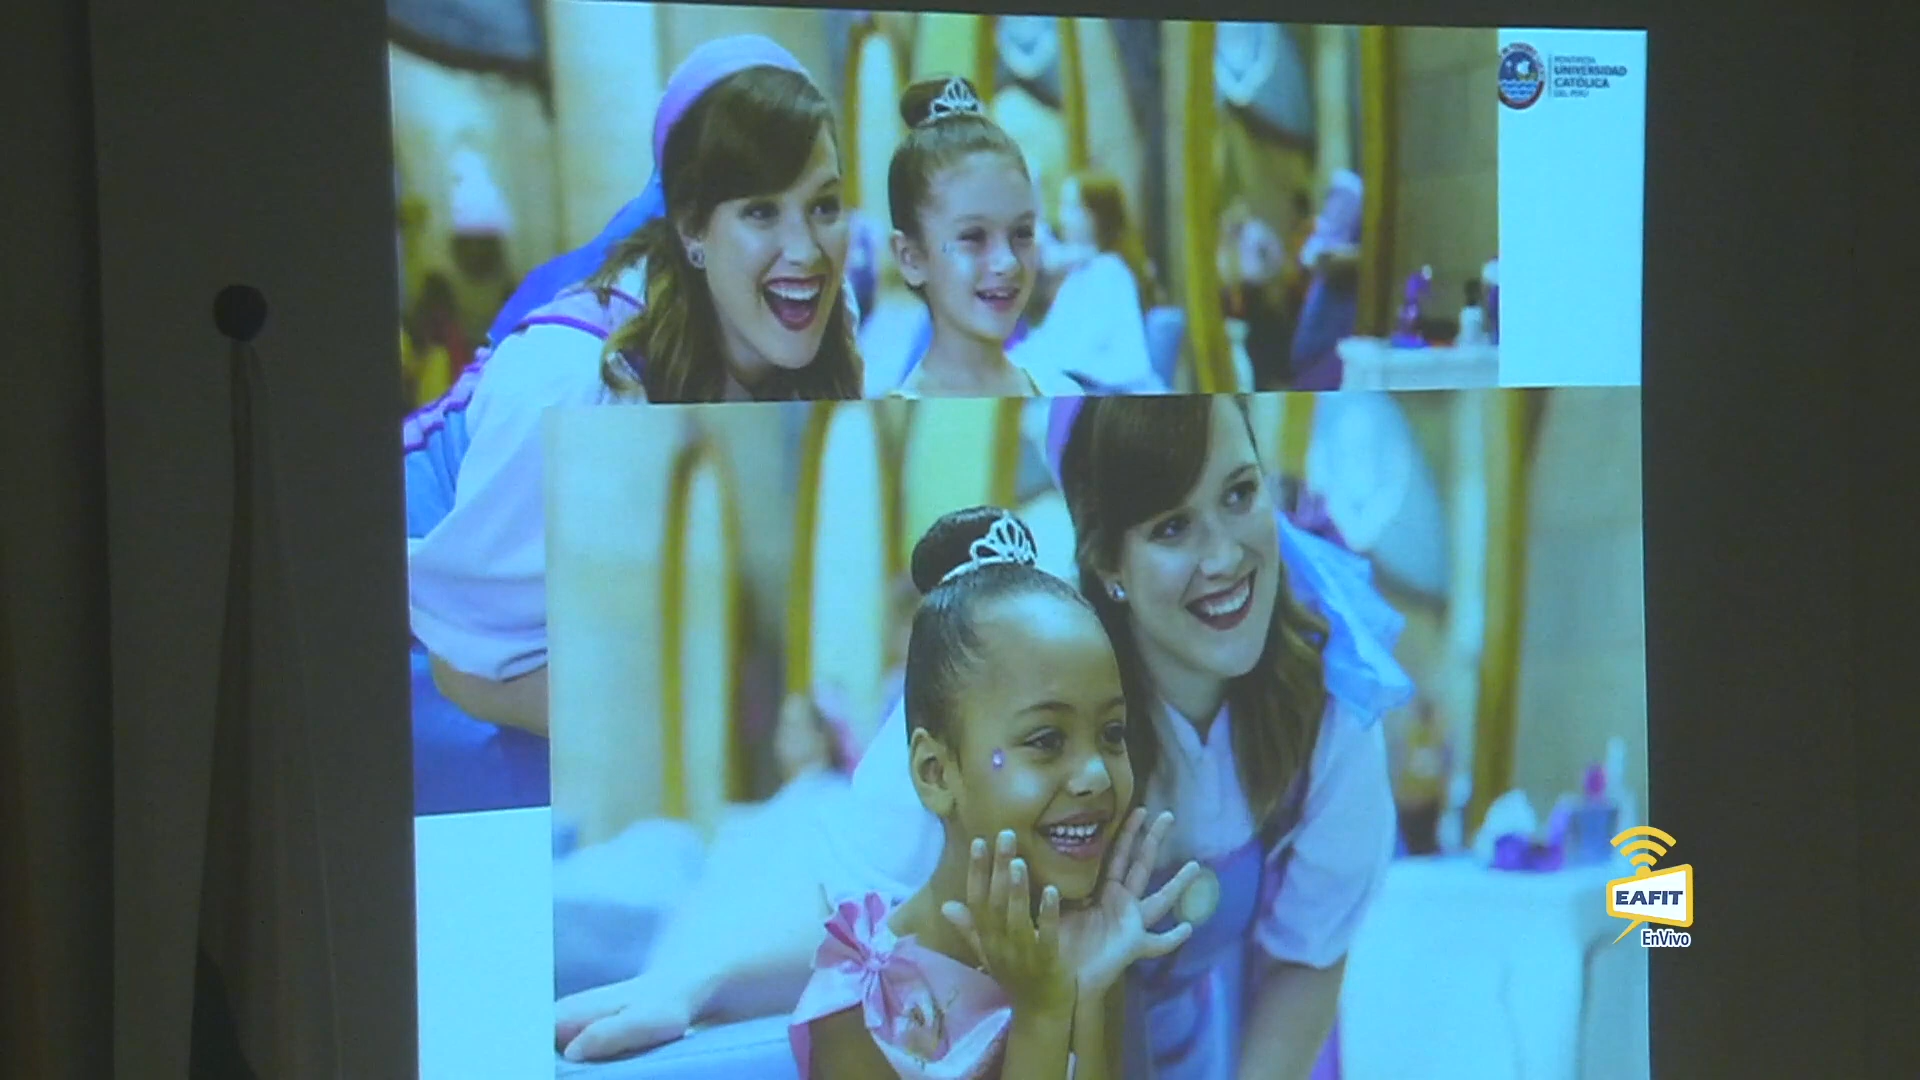 PONTIFICIA
UNIVERSIDAD
CATÓLICA
DEL PERÚ
EAFIT
EnVivo